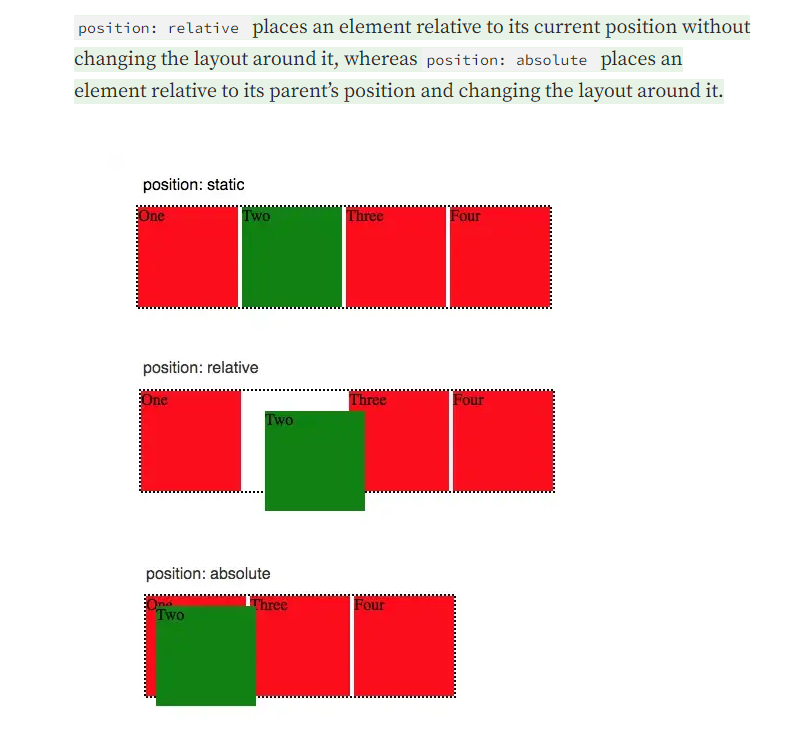 position: relative places an element relative to its current position without
changing the layout around it, whereas position: absolute places an
element relative to its parent’s position and changing the layout around it.
position: static
One Two Three Four
position: relative
One Three Four
Two
position: absolute
One Three Four
Two